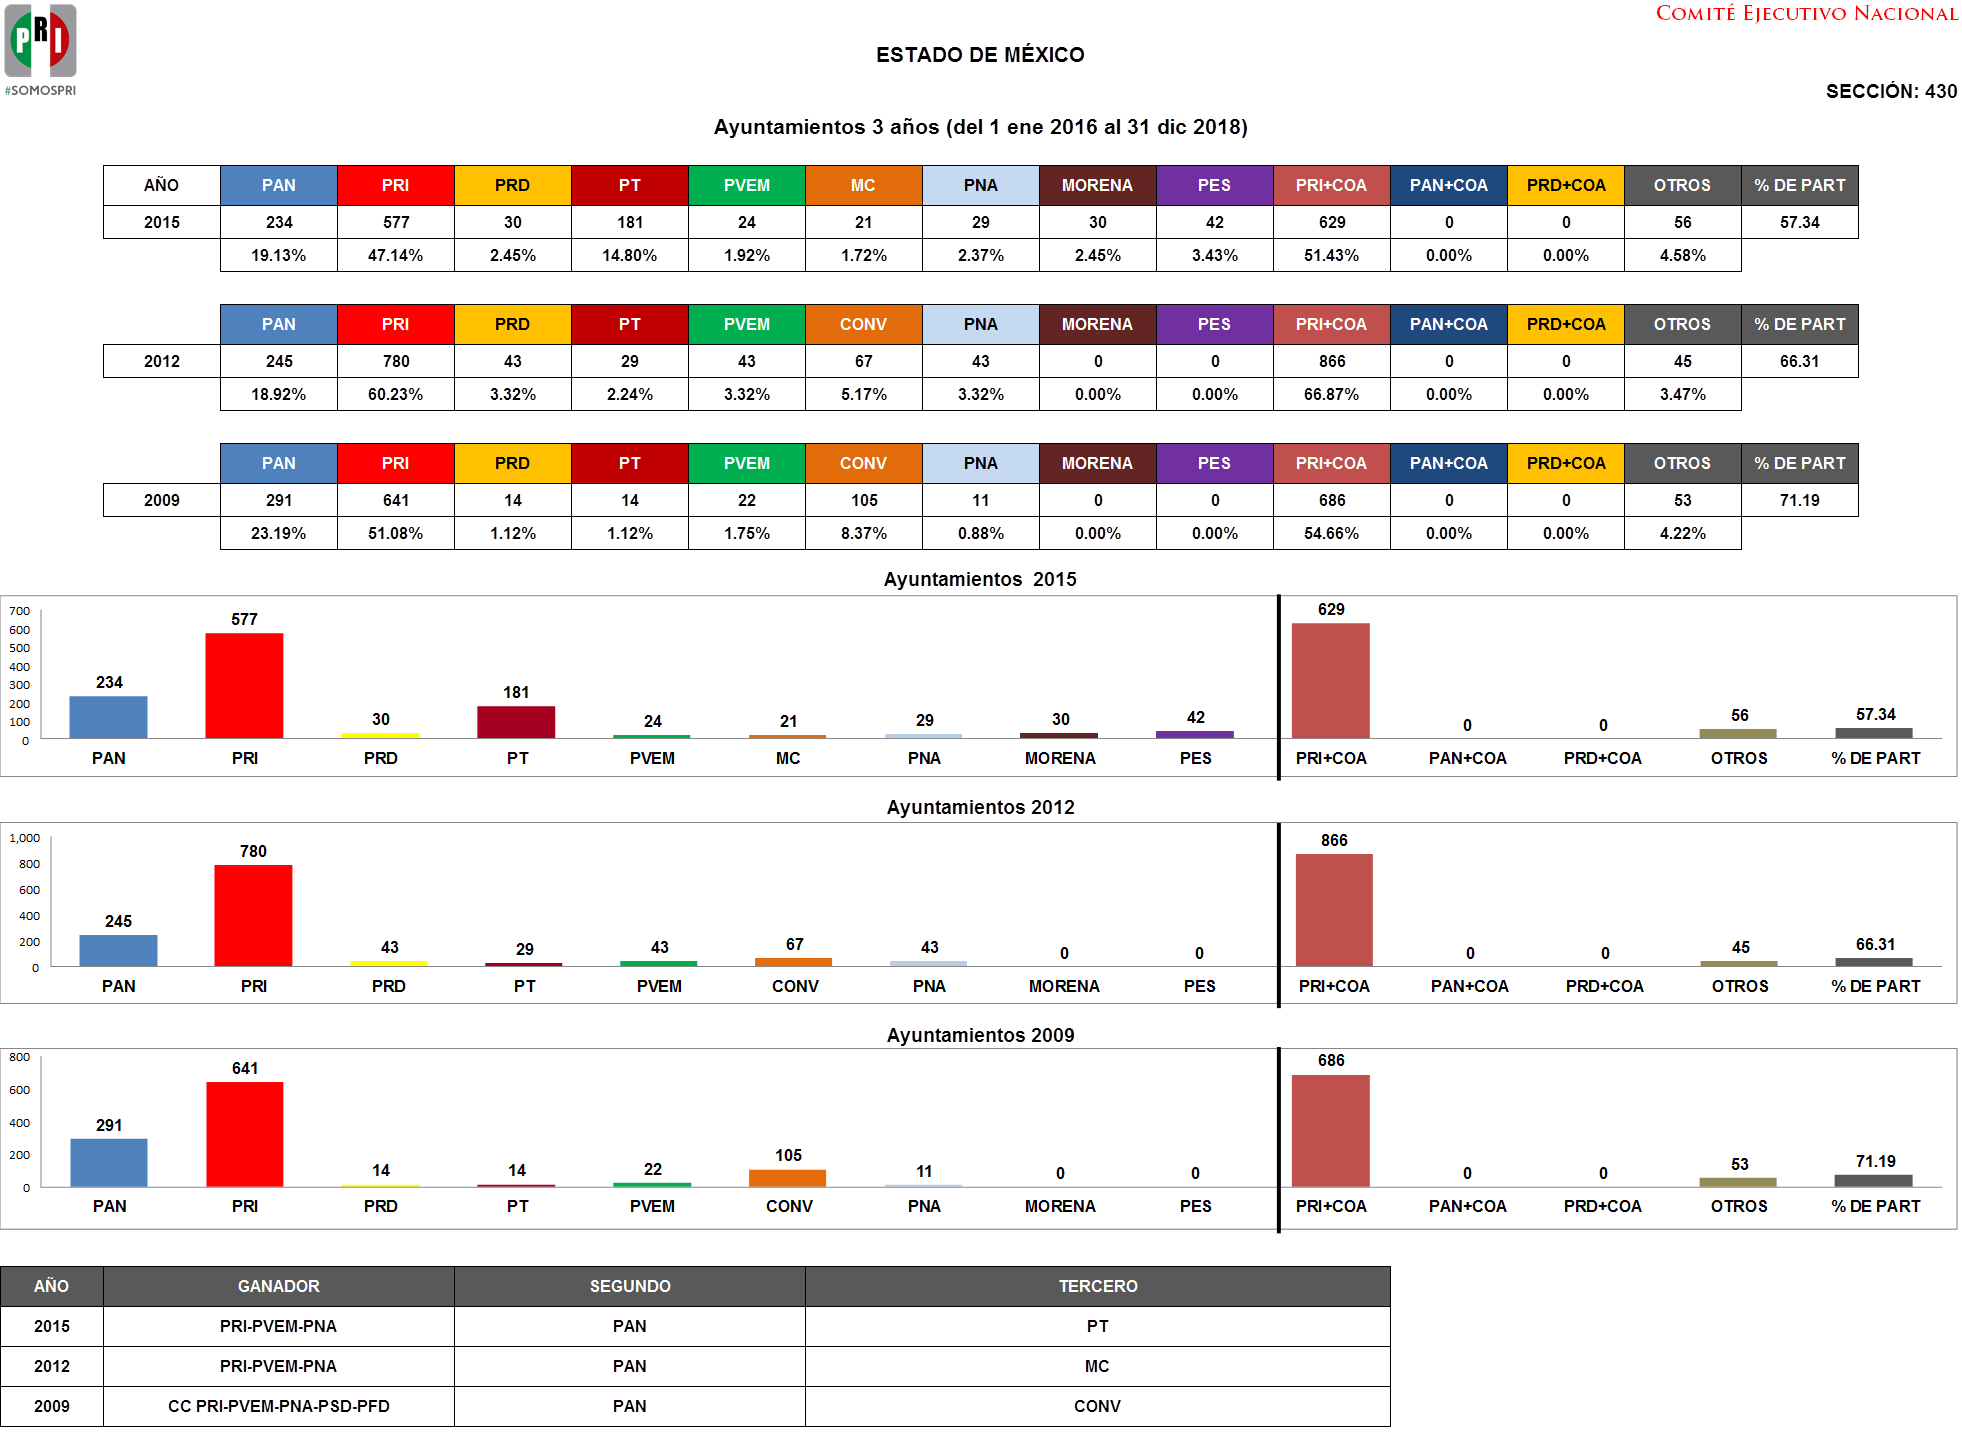 COMITÉ EJECUTIVO NACIONAL
PRI
#SOMOSPRI
ESTADO DE MÉXICO
SECCIÓN: 430
Ayuntamientos 3 años (del 1 ene 2016 al 31 dic 2018)
AÑO PAN PRI PRD PT PVEM MC PNA MORENA PES PRI+COA PAN+COA PRD+COA OTROS % DE PART
2015 234 577 30 181 24 21 29 30 42 629 0 0 56 57.34
19.13% 47.14% 2.45% 14.80% 1.92% 1.72% 2.37% 2.45% 3.43% 51.43% 0.00% 0.00% 4.58%
PAN PRI PRD PT PVEM CONV PNA MORENA PES PRI+COA PAN+COA PRD+COA OTROS % DE PART
2012 245 780 43 29 43 67 43 0 0 866 0 0 45 66.31
18.92% 60.23% 3.32% 2.24% 3.32% 5.17% 3.32% 0.00% 0.00% 66.87% 0.00% 0.00% 3.47%
PAN PRI PRD PT PVEM CONV PNA MORENA PES PRI+COA PAN+COA PRD+COA OTROS % DE PART
2009 291 641 14 14 22 105 11 0 0 686 0 0 53 71.19
23.19% 51.08% 1.12% 1.12% 1.75% 8.37% 0.88% 0.00% 0.00% 54.66% 0.00% 0.00% 4.22%
Ayuntamientos 2015
700
600
500
400
300
200
100
0
234 577 30 181 24 21 29 30 42 629 0 0 56 57.34
PAN PRI PRD PT PVEM MC PNA MORENA PES PRI+COA PAN+COA PRD+COA OTROS % DE PART
Ayuntamientos 2012
1,000
800
600
400
200
0
245 780 43 29 43 67 43 0 0 866 0 0 45 66.31
PAN PRI PRD PT PVEM CONV PNA MORENA PES PRI+COA PAN+COA PRD+COA OTROS % DE PART
Ayuntamientos 2009
800
600
400
200
0
291 641 14 14 22 105 11 0 0 686 0 0 53 71.19
PAN PRI PRD PT PVEM CONV PNA MORENA PES PRI+COA PAN+COA PRD+COA OTROS % DE PART
AÑO GANADOR SEGUNDO TERCERO
2015 PRI-PVEM-PNA PAN PT
2012 PRI-PVEM-PNA PAN MC
2009 CC PRI-PVEM-PNA-PSD-PFD PAN CONV